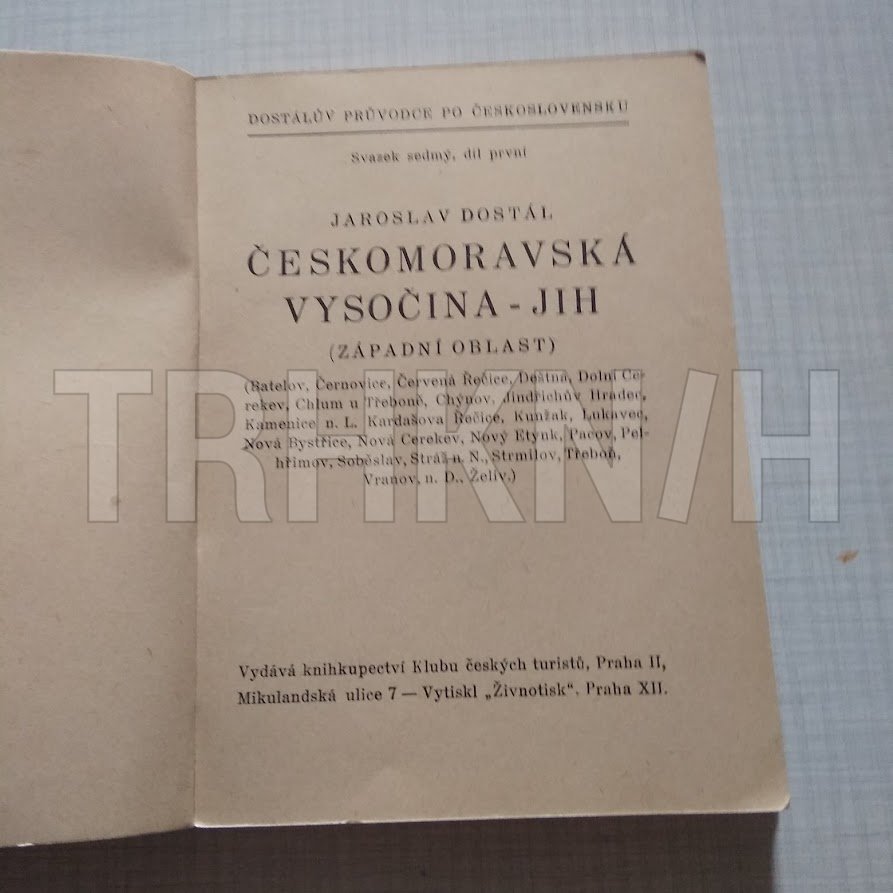 DOSTÁLŮV PRŮVODCE PO ČESKOSLOVENSKU
Svazek sedmý, díl první
JAROSLAV DOSTÁL
ČESKOMORAVSKÁ
VYSOČINA - JIH
(ZÁPADNÍ OBLAST)
(Batelov, Černovice, Červená Řečice, Deštná, Dolní Ce-
rekev, Chlum u Třeboně, Chýnov, Jindřichův Hradec,
Kamenice n. L. Kardašova Řečice, Kunžak, Lukavec,
Nová Bystřice, Nová Cerekev, Nový Etynk, Pacov, Pel-
hřimov, Soběslav, Stráž n. N., Strmilov, Třeboň,
Vranov, n. D., Želiv.)
TRHKN/H
Vydává knihkupectví Klubu českých turistů, Praha II,
Mikulandská ulice 7 — Vytiskl „Živnotisk“, Praha XII.